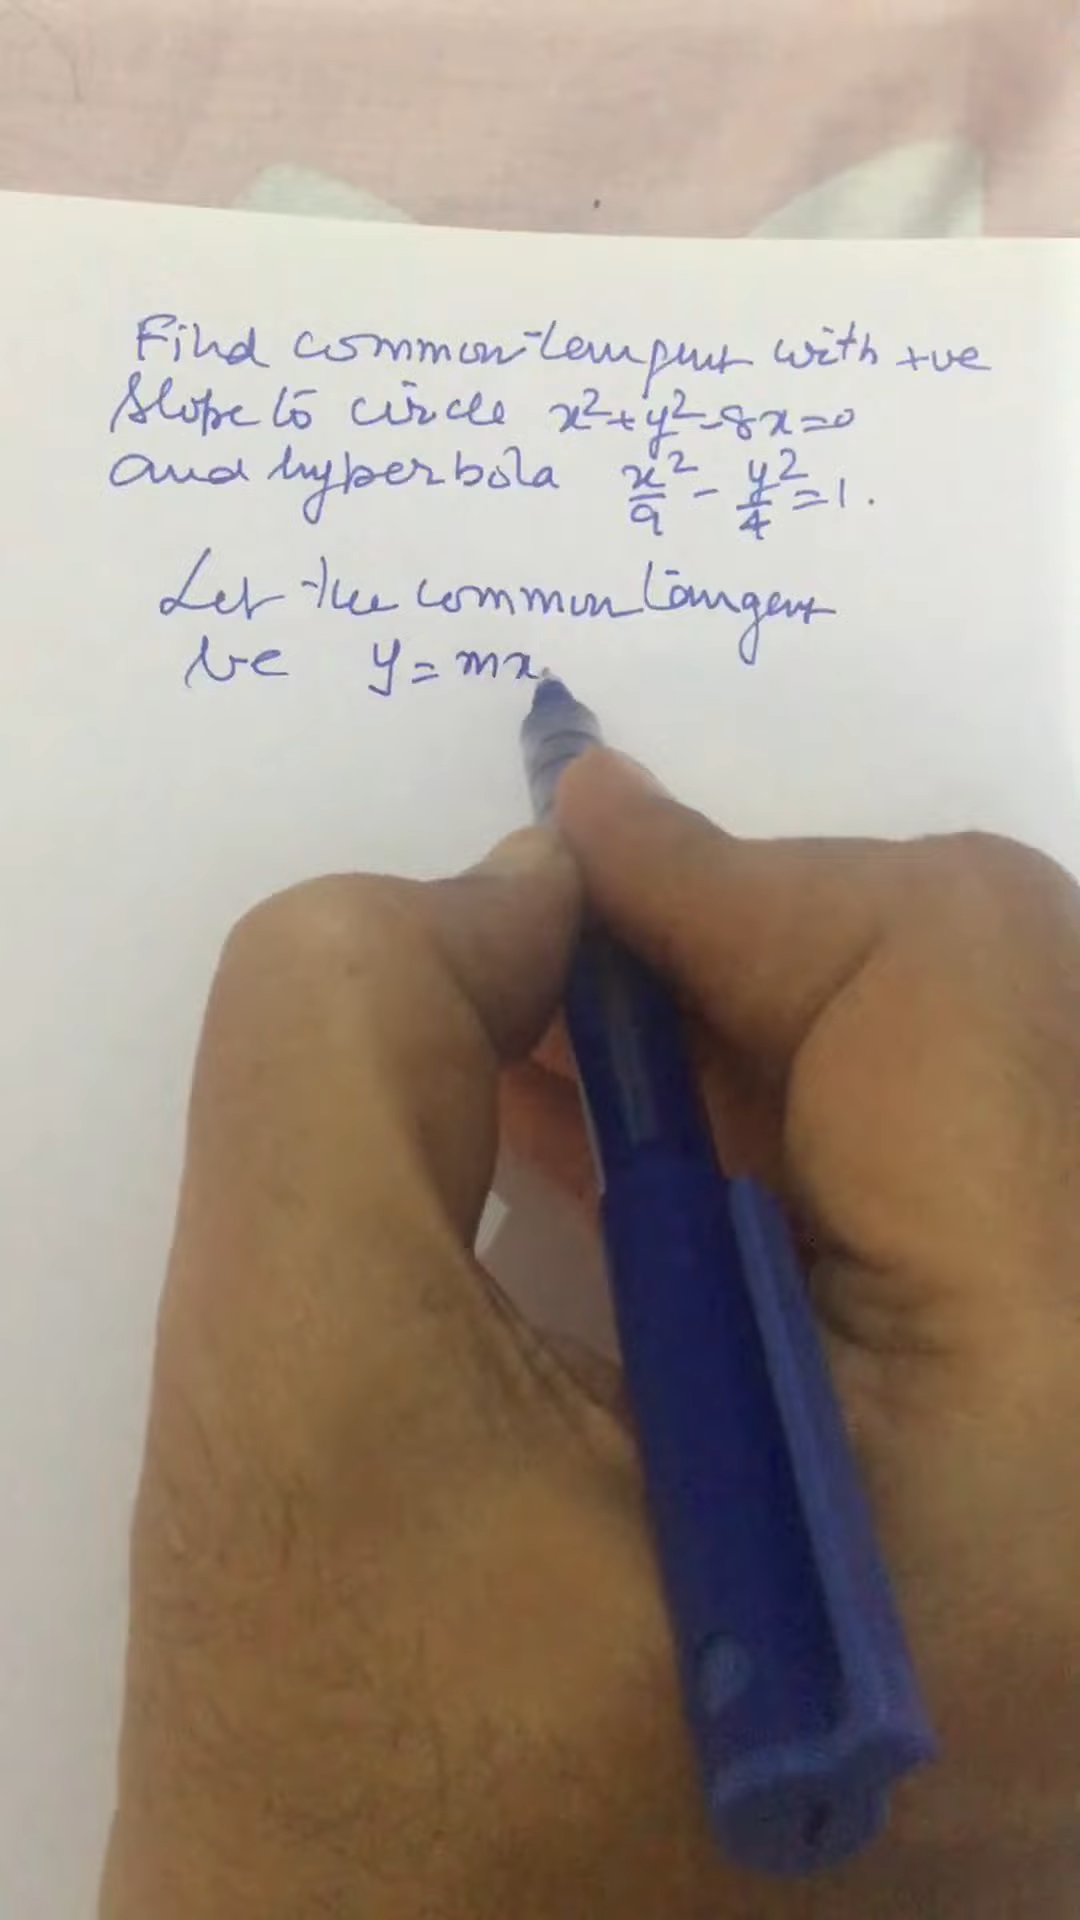 Find common tangent with +ve
slope to circle x²+y²-8x=0
and hyperbola x²/9 - y²/4 = 1.
Let the common tangent
be y = mx